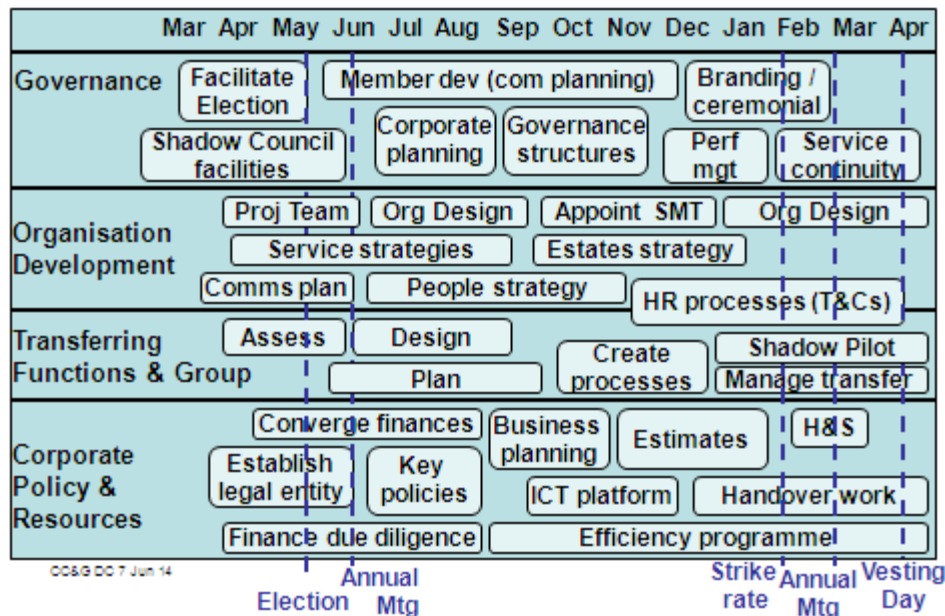 Mar Apr May Jun Jul Aug Sep Oct Nov Dec Jan Feb Mar Apr
Governance
Facilitate
Election
Member dev (com planning)
Branding /
ceremonial
Shadow Council
facilities
Corporate
planning
Governance
structures
Perf
mgt
Service
continuity
Organisation
Development
Proj Team
Org Design
Appoint SMT
Org Design
Service strategies
Estates strategy
Comms plan
People strategy
HR processes (T&Cs)
Transferring
Functions & Group
Assess
Design
Plan
Create
processes
Shadow Pilot
Manage transfer
Corporate
Policy &
Resources
Converge finances
Business
planning
Estimates
H&S
Establish
legal entity
Key
policies
ICT platform
Handover work
Finance due diligence
Efficiency programme
CC&G DC 7 Jun 14
Election
Annual
Mtg
Strike
rate
Annual
Mtg
Vesting
Day